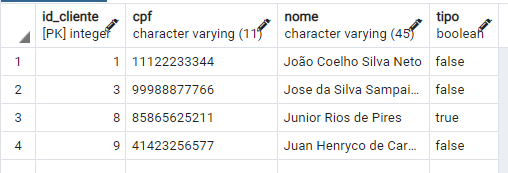 id_cliente cpf nome tipo
[PK] integer character varying (11) character varying (45) boolean
1 1 11122233344 João Coelho Silva Neto false
2 3 99988877766 Jose da Silva Sampai... false
3 8 85865625211 Junior Rios de Pires true
4 9 41423256577 Juan Henryco de Car... false